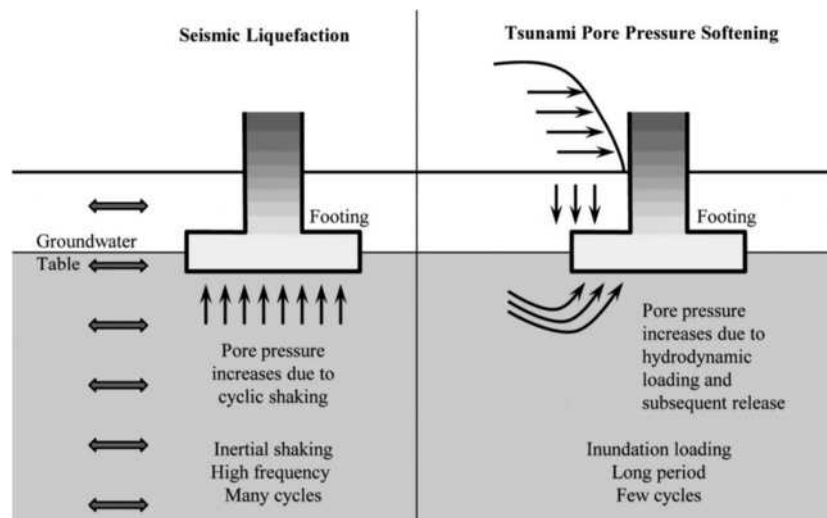 Seismic Liquefaction
Footing
Groundwater
Table
Pore pressure
increases due to
cyclic shaking
Inertial shaking
High frequency
Many cycles
Tsunami Pore Pressure Softening
Footing
Pore pressure
increases due to
hydrodynamic
loading and
subsequent release
Inundation loading
Long period
Few cycles